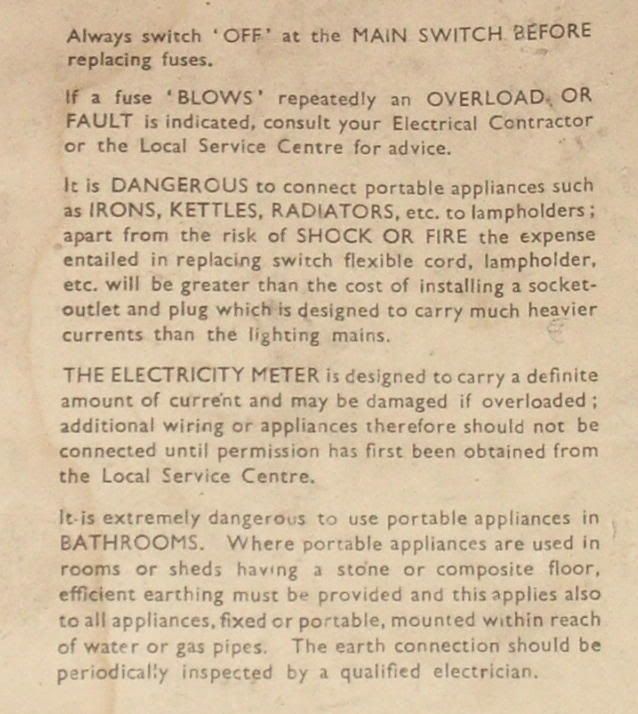 Always switch 'OFF' at the MAIN SWITCH BEFORE
replacing fuses.
If a fuse 'BLOWS' repeatedly an OVERLOAD OR
FAULT is indicated, consult your Electrical Contractor
or the Local Service Centre for advice.
It is DANGEROUS to connect portable appliances such
as IRONS, KETTLES, RADIATORS, etc. to lampholders;
apart from the risk of SHOCK OR FIRE the expense
entailed in replacing switch flexible cord, lampholder,
etc. will be greater than the cost of installing a socket-
outlet and plug which is designed to carry much heavier
currents than the lighting mains.
THE ELECTRICITY METER is designed to carry a definite
amount of current and may be damaged if overloaded;
additional wiring or appliances therefore should not be
connected until permission has first been obtained from
the Local Service Centre.
It is extremely dangerous to use portable appliances in
BATHROOMS. Where portable appliances are used in
rooms or sheds having a stone or composite floor,
efficient earthing must be provided and this applies also
to all appliances, fixed or portable, mounted within reach
of water or gas pipes. The earth connection should be
periodically inspected by a qualified electrician.